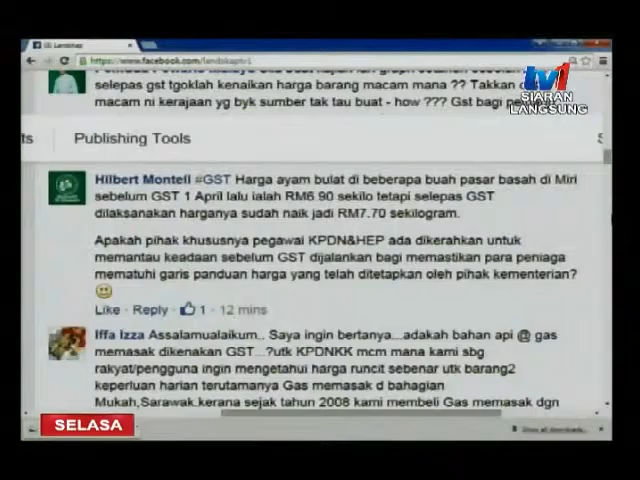 Landskap
https://www.facebook.com/landskaptv1
tv1
SIARAN
LANGSUNG
selepas gst tgoklah kenaikan harga barang macam mana ?? Takkan
macam ni kerajaan yg byk sumber tak tau buat - how ??? Gst bagi
ts Publishing Tools S
Hilbert Montell #GST Harga ayam bulat di beberapa buah pasar basah di Miri
sebelum GST 1 April lalu ialah RM6.90 sekilo tetapi selepas GST
dilaksanakan harganya sudah naik jadi RM7.70 sekilogram.
Apakah pihak khususnya pegawai KPDN&HEP ada dikerahkan untuk
memantau keadaan sebelum GST dijalankan bagi memastikan para peniaga
mematuhi garis panduan harga yang telah ditetapkan oleh pihak kementerian?
Like · Reply · 1 · 12 mins
Iffa Izza Assalamualaikum.. Saya ingin bertanya...adakah bahan api @ gas
memasak dikenakan GST...?utk KPDNKK mcm mana kami sbg
rakyat/pengguna ingin mengetahui harga runcit sebenar utk barang2
keperluan harian terutamanya Gas memasak d bahagian
Mukah,Sarawak.kerana sejak tahun 2008 kami membeli Gas memasak dgn
SELASA
Show all downloads...